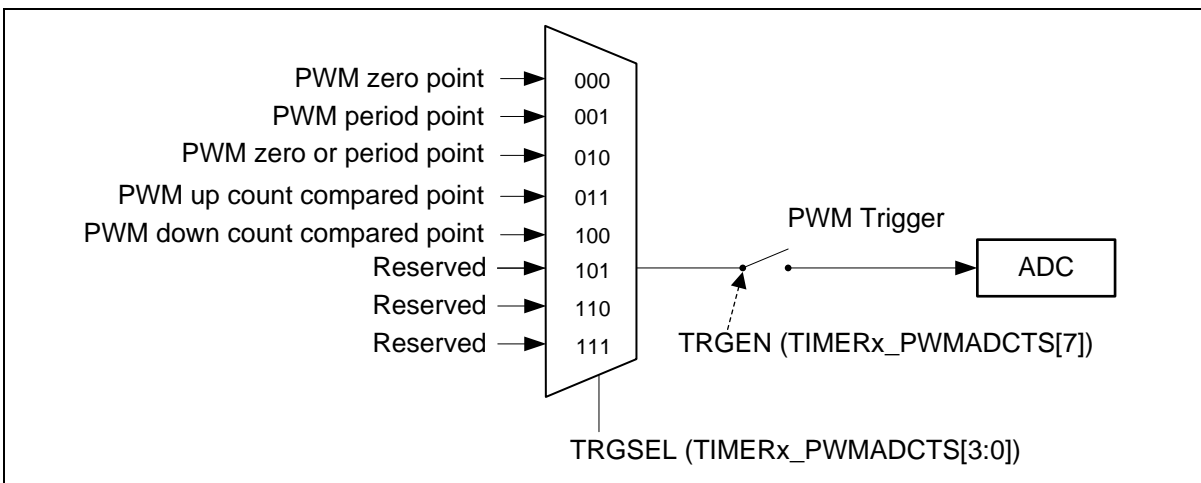 PWM zero point
000
PWM period point
001
PWM zero or period point
010
PWM up count compared point
011
PWM down count compared point
100
Reserved
101
Reserved
110
Reserved
111
PWM Trigger
ADC
TRGEN (TIMERx_PWMADCTS[7])
TRGSEL (TIMERx_PWMADCTS[3:0])